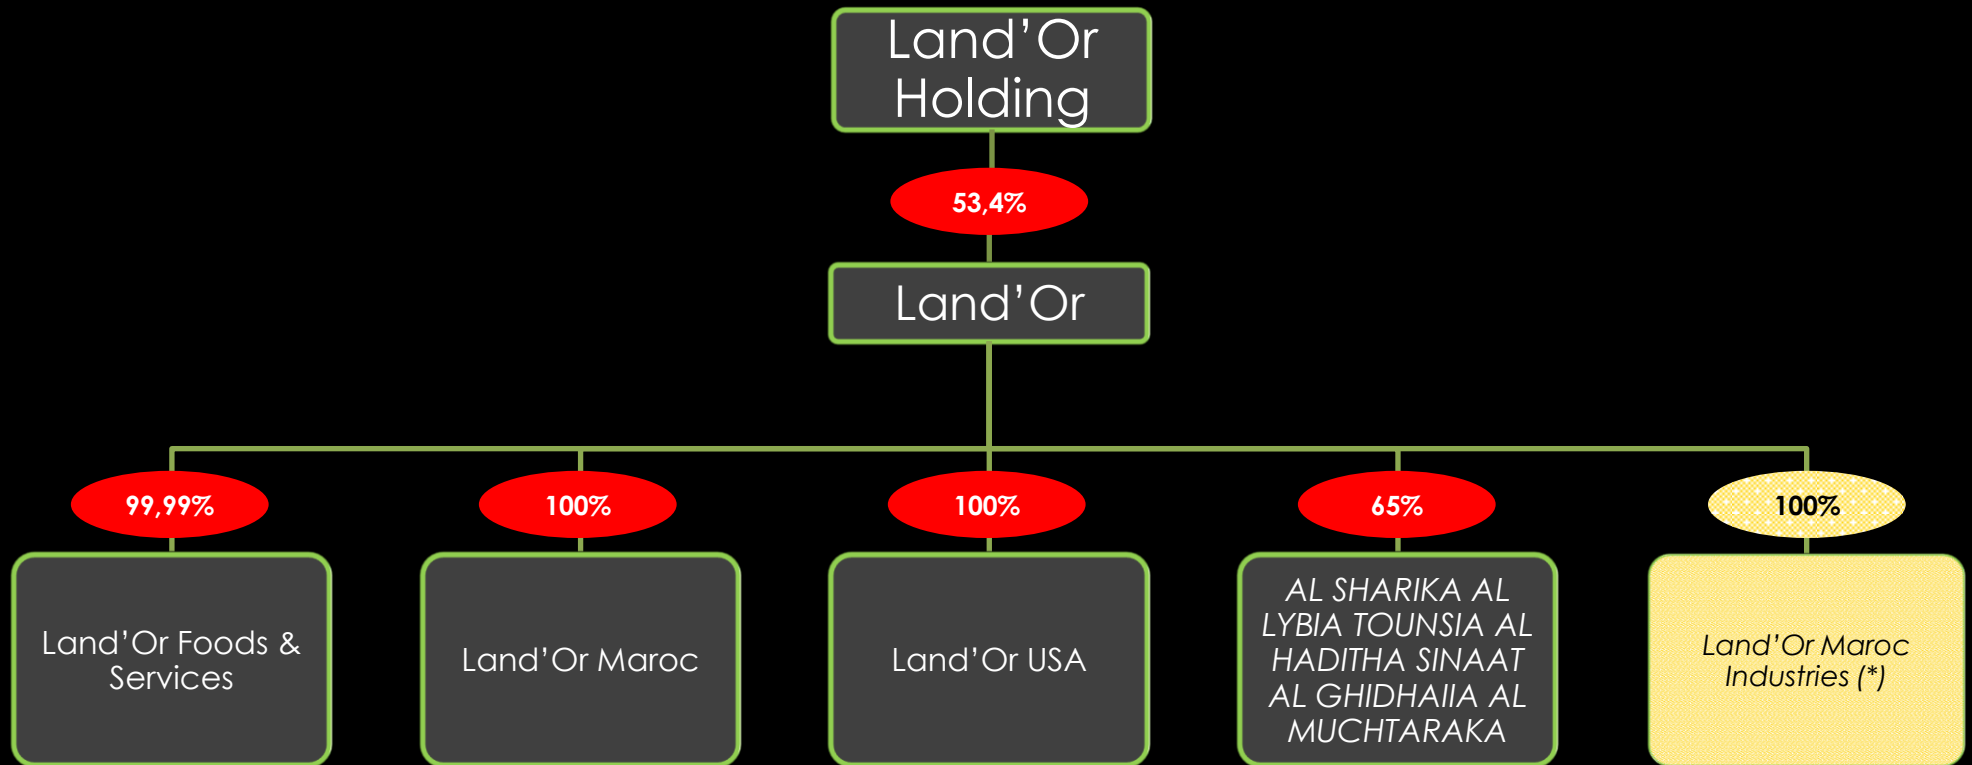 Land’Or
Holding
53,4%
Land’Or
99,99%
100%
100%
65%
100%
Land’Or Foods &
Services
Land’Or Maroc
Land’Or USA
AL SHARIKA AL
LYBIA TOUNSIA AL
HADITHA SINAAT
AL GHIDHAIIA AL
MUCHTARAKA
Land’Or Maroc
Industries (*)